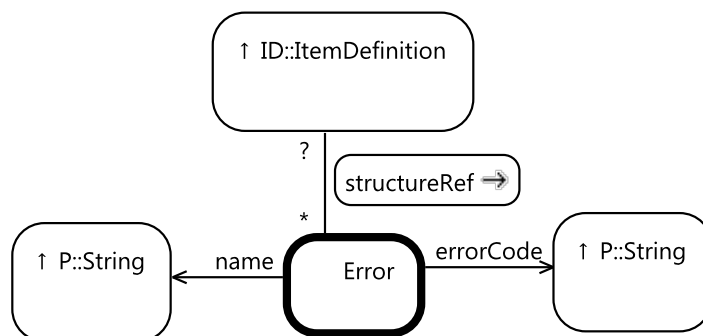 ↑ ID::ItemDefinition
?
structureRef →
*
↑ P::String
name
Error
errorCode
↑ P::String